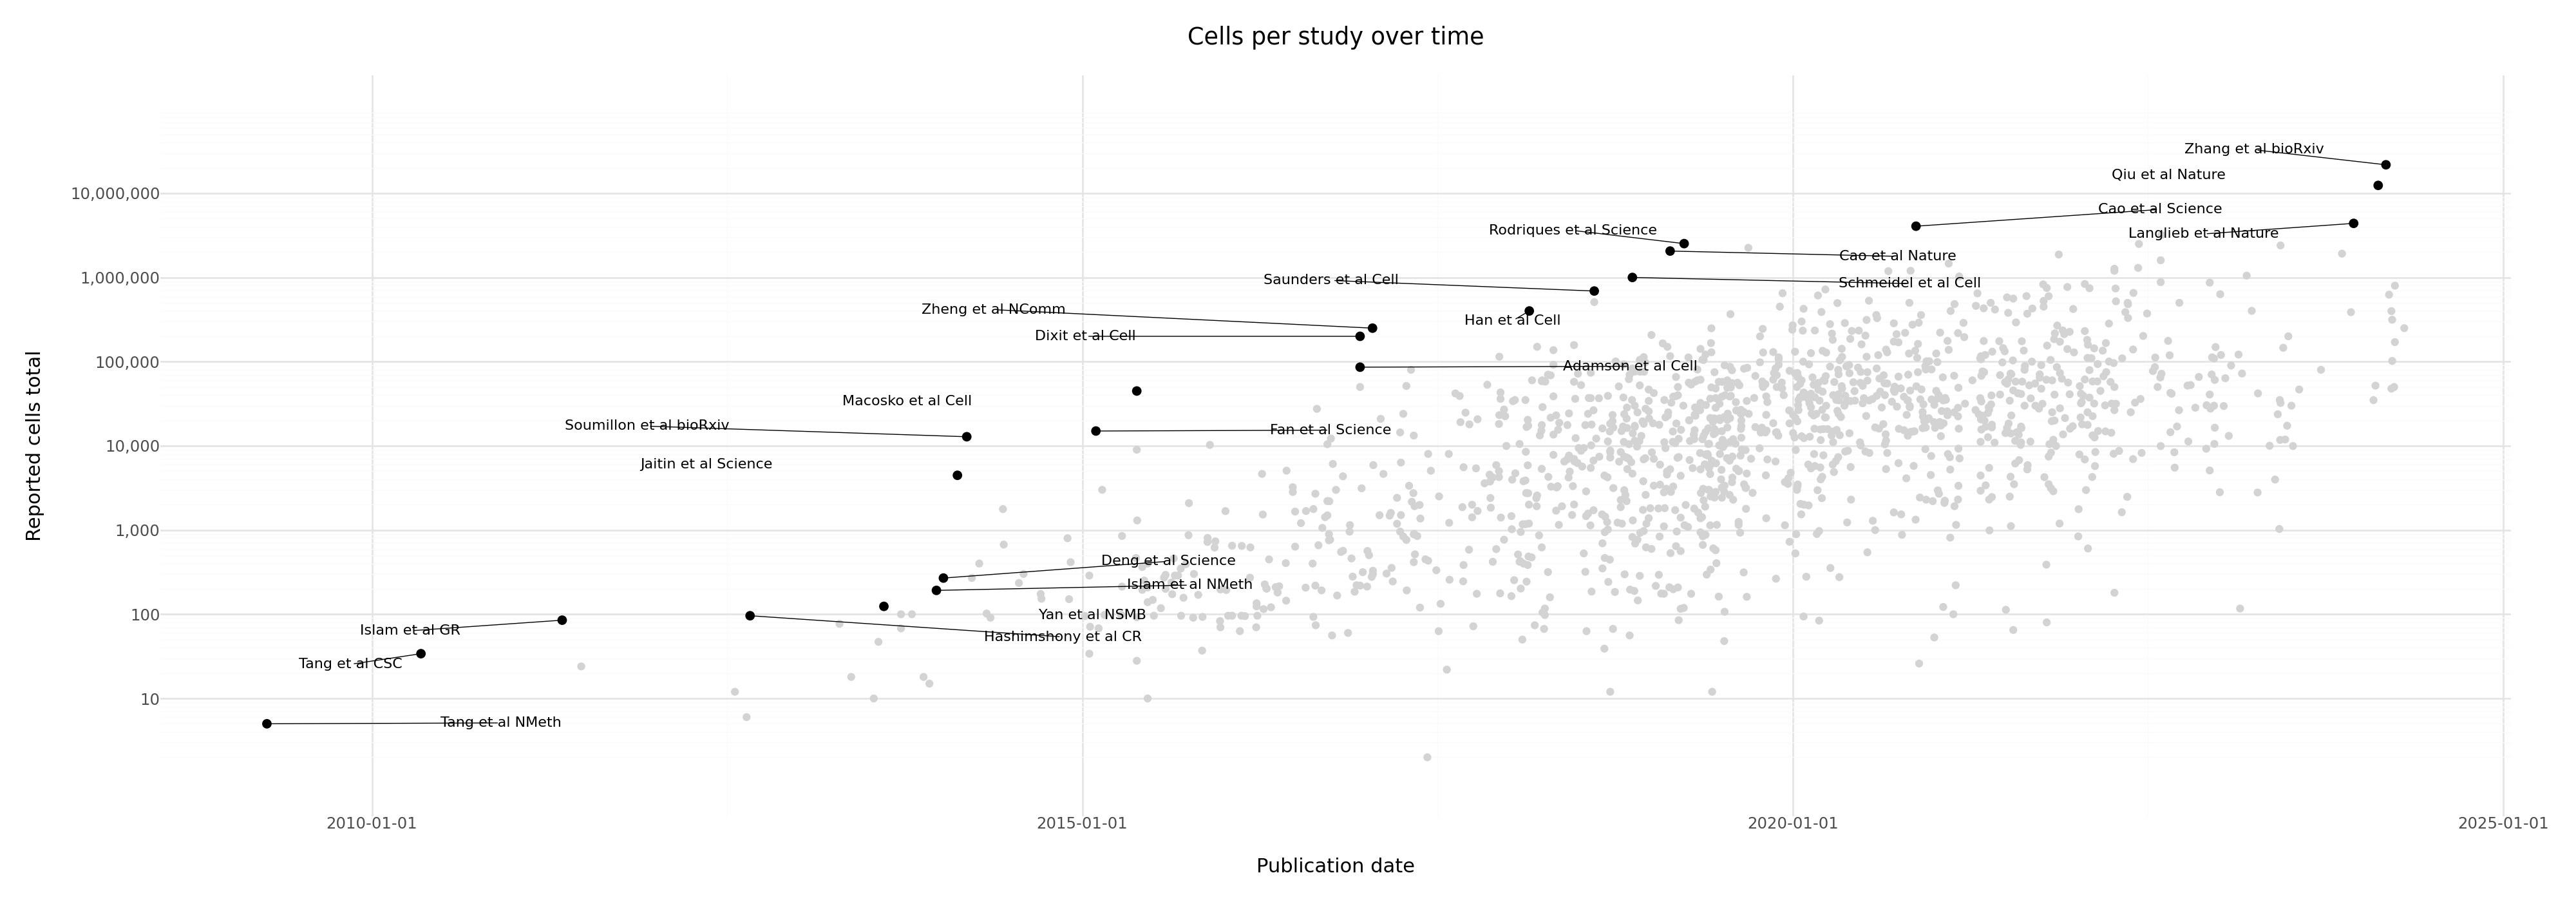 Cells per study over time
Reported cells total
10,000,000
1,000,000
100,000
10,000
1,000
100
10
Zhang et al bioRxiv
Qiu et al Nature
Cao et al Science
Langlieb et al Nature
Rodriques et al Science
Cao et al Nature
Saunders et al Cell
Schmeidel et al Cell
Zheng et al NComm
Han et al Cell
Dixit et al Cell
Adamson et al Cell
Macosko et al Cell
Soumillon et al bioRxiv
Fan et al Science
Jaitin et al Science
Deng et al Science
Islam et al NMeth
Yan et al NSMB
Islam et al GR
Hashimshony et al CR
Tang et al CSC
Tang et al NMeth
2010-01-01
2015-01-01
2020-01-01
2025-01-01
Publication date